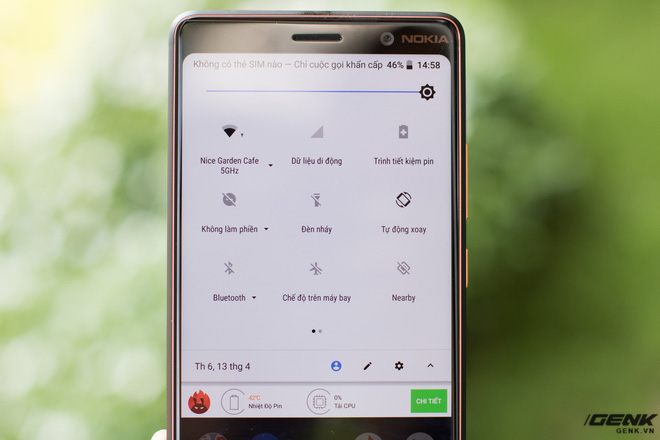 NOKIA
Không có thẻ SIM nào — Chỉ cuộc gọi khẩn cấp 46% 14:58
Nice Garden Cafe
5GHz
Dữ liệu di động
Trình tiết kiệm pin
Không làm phiền
Đèn nháy
Tự động xoay
Bluetooth
Chế độ trên máy bay
Nearby
Th 6, 13 thg 4
42°C
Nhiệt Độ Pin
0%
Tải CPU
CHI TIẾT
GENK
GENK.VN